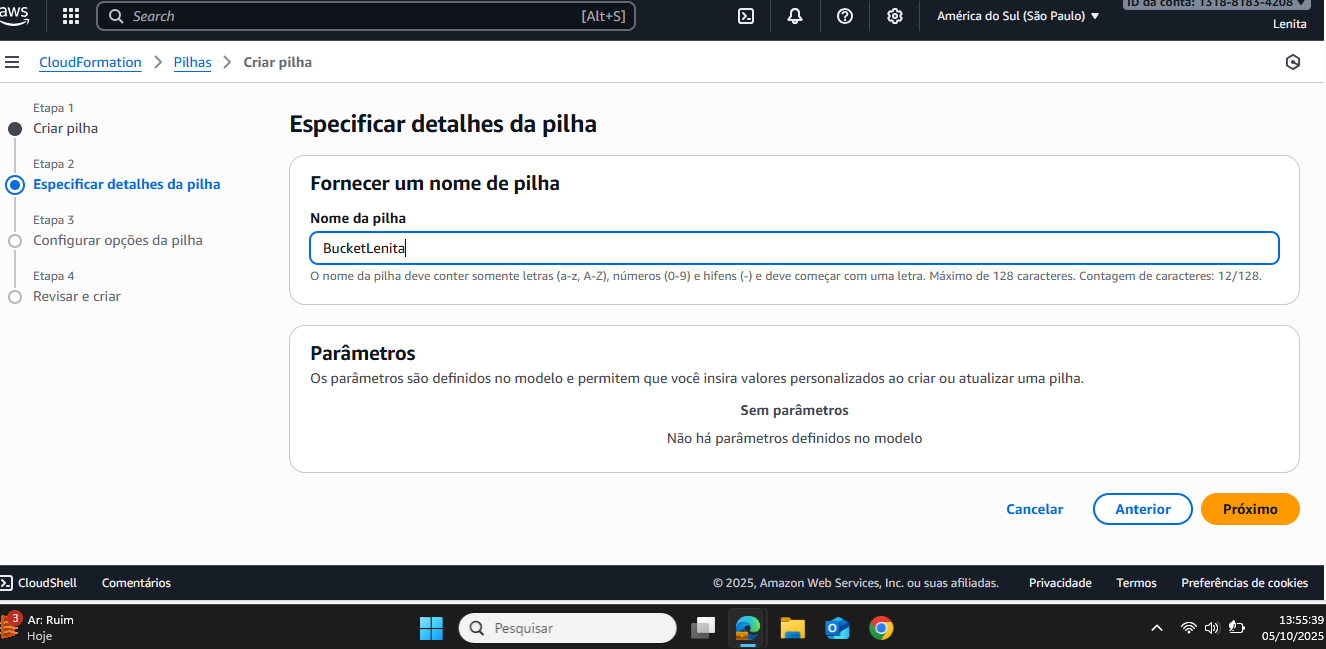 aws
Search [Alt+S]
América do Sul (São Paulo)
ID da conta: 1318-8183-4208
Lenita
CloudFormation > Pilhas > Criar pilha
Etapa 1
Criar pilha
Etapa 2
Especificar detalhes da pilha
Etapa 3
Configurar opções da pilha
Etapa 4
Revisar e criar
Especificar detalhes da pilha
Fornecer um nome de pilha
Nome da pilha
BucketLenita
O nome da pilha deve conter somente letras (a-z, A-Z), números (0-9) e hifens (-) e deve começar com uma letra. Máximo de 128 caracteres. Contagem de caracteres: 12/128.
Parâmetros
Os parâmetros são definidos no modelo e permitem que você insira valores personalizados ao criar ou atualizar uma pilha.
Sem parâmetros
Não há parâmetros definidos no modelo
Cancelar Anterior Próximo
CloudShell Comentários © 2025, Amazon Web Services, Inc. ou suas afiliadas. Privacidade Termos Preferências de cookies
3
Ar: Ruim
Hoje
Pesquisar
13:55:39
05/10/2025